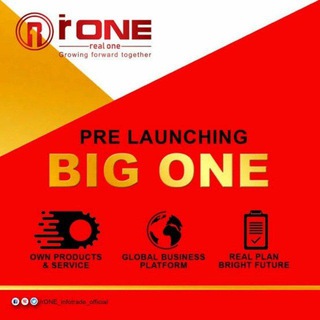 rONE
real one
Growing forward together
PRE LAUNCHING
BIG ONE
OWN PRODUCTS
& SERVICE
GLOBAL BUSINESS
PLATFORM
REAL PLAN
BRIGHT FUTURE